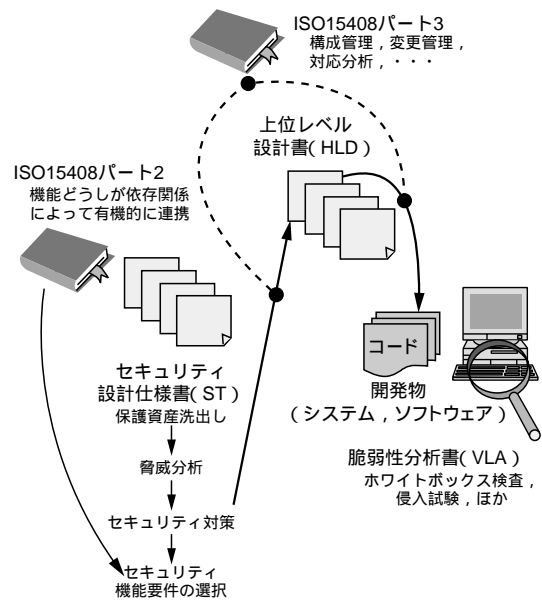 ISO15408パート3
構成管理，変更管理，
対応分析，・・・
上位レベル
設計書(HLD)
ISO15408パート2
機能どうしが依存関係
によって有機的に連携
セキュリティ
設計仕様書(ST)
保護資産洗出し
脅威分析
セキュリティ対策
セキュリティ
機能要件の選択
コード
開発物
(システム，ソフトウェア)
脆弱性分析書(VLA)
ホワイトボックス検査，
侵入試験，ほか